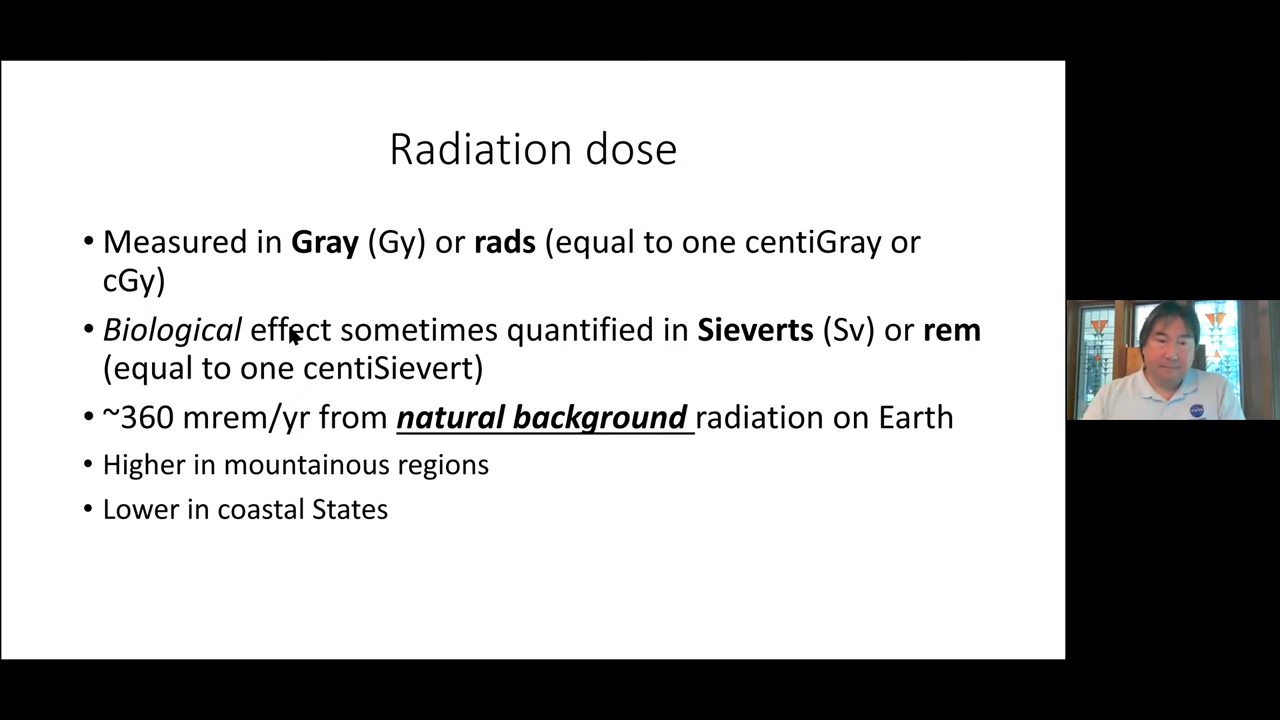 Radiation dose
• Measured in Gray (Gy) or rads (equal to one centiGray or
cGy)
• Biological effect sometimes quantified in Sieverts (Sv) or rem
(equal to one centiSievert)
• ~360 mrem/yr from natural background radiation on Earth
• Higher in mountainous regions
• Lower in coastal States